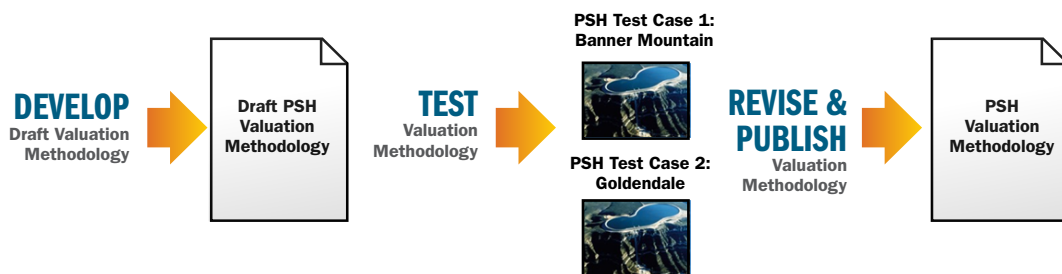 DEVELOP
Draft Valuation
Methodology
Draft PSH
Valuation
Methodology
TEST
Valuation
Methodology
PSH Test Case 1:
Banner Mountain
PSH Test Case 2:
Goldendale
REVISE &
PUBLISH
Valuation
Methodology
PSH
Valuation
Methodology